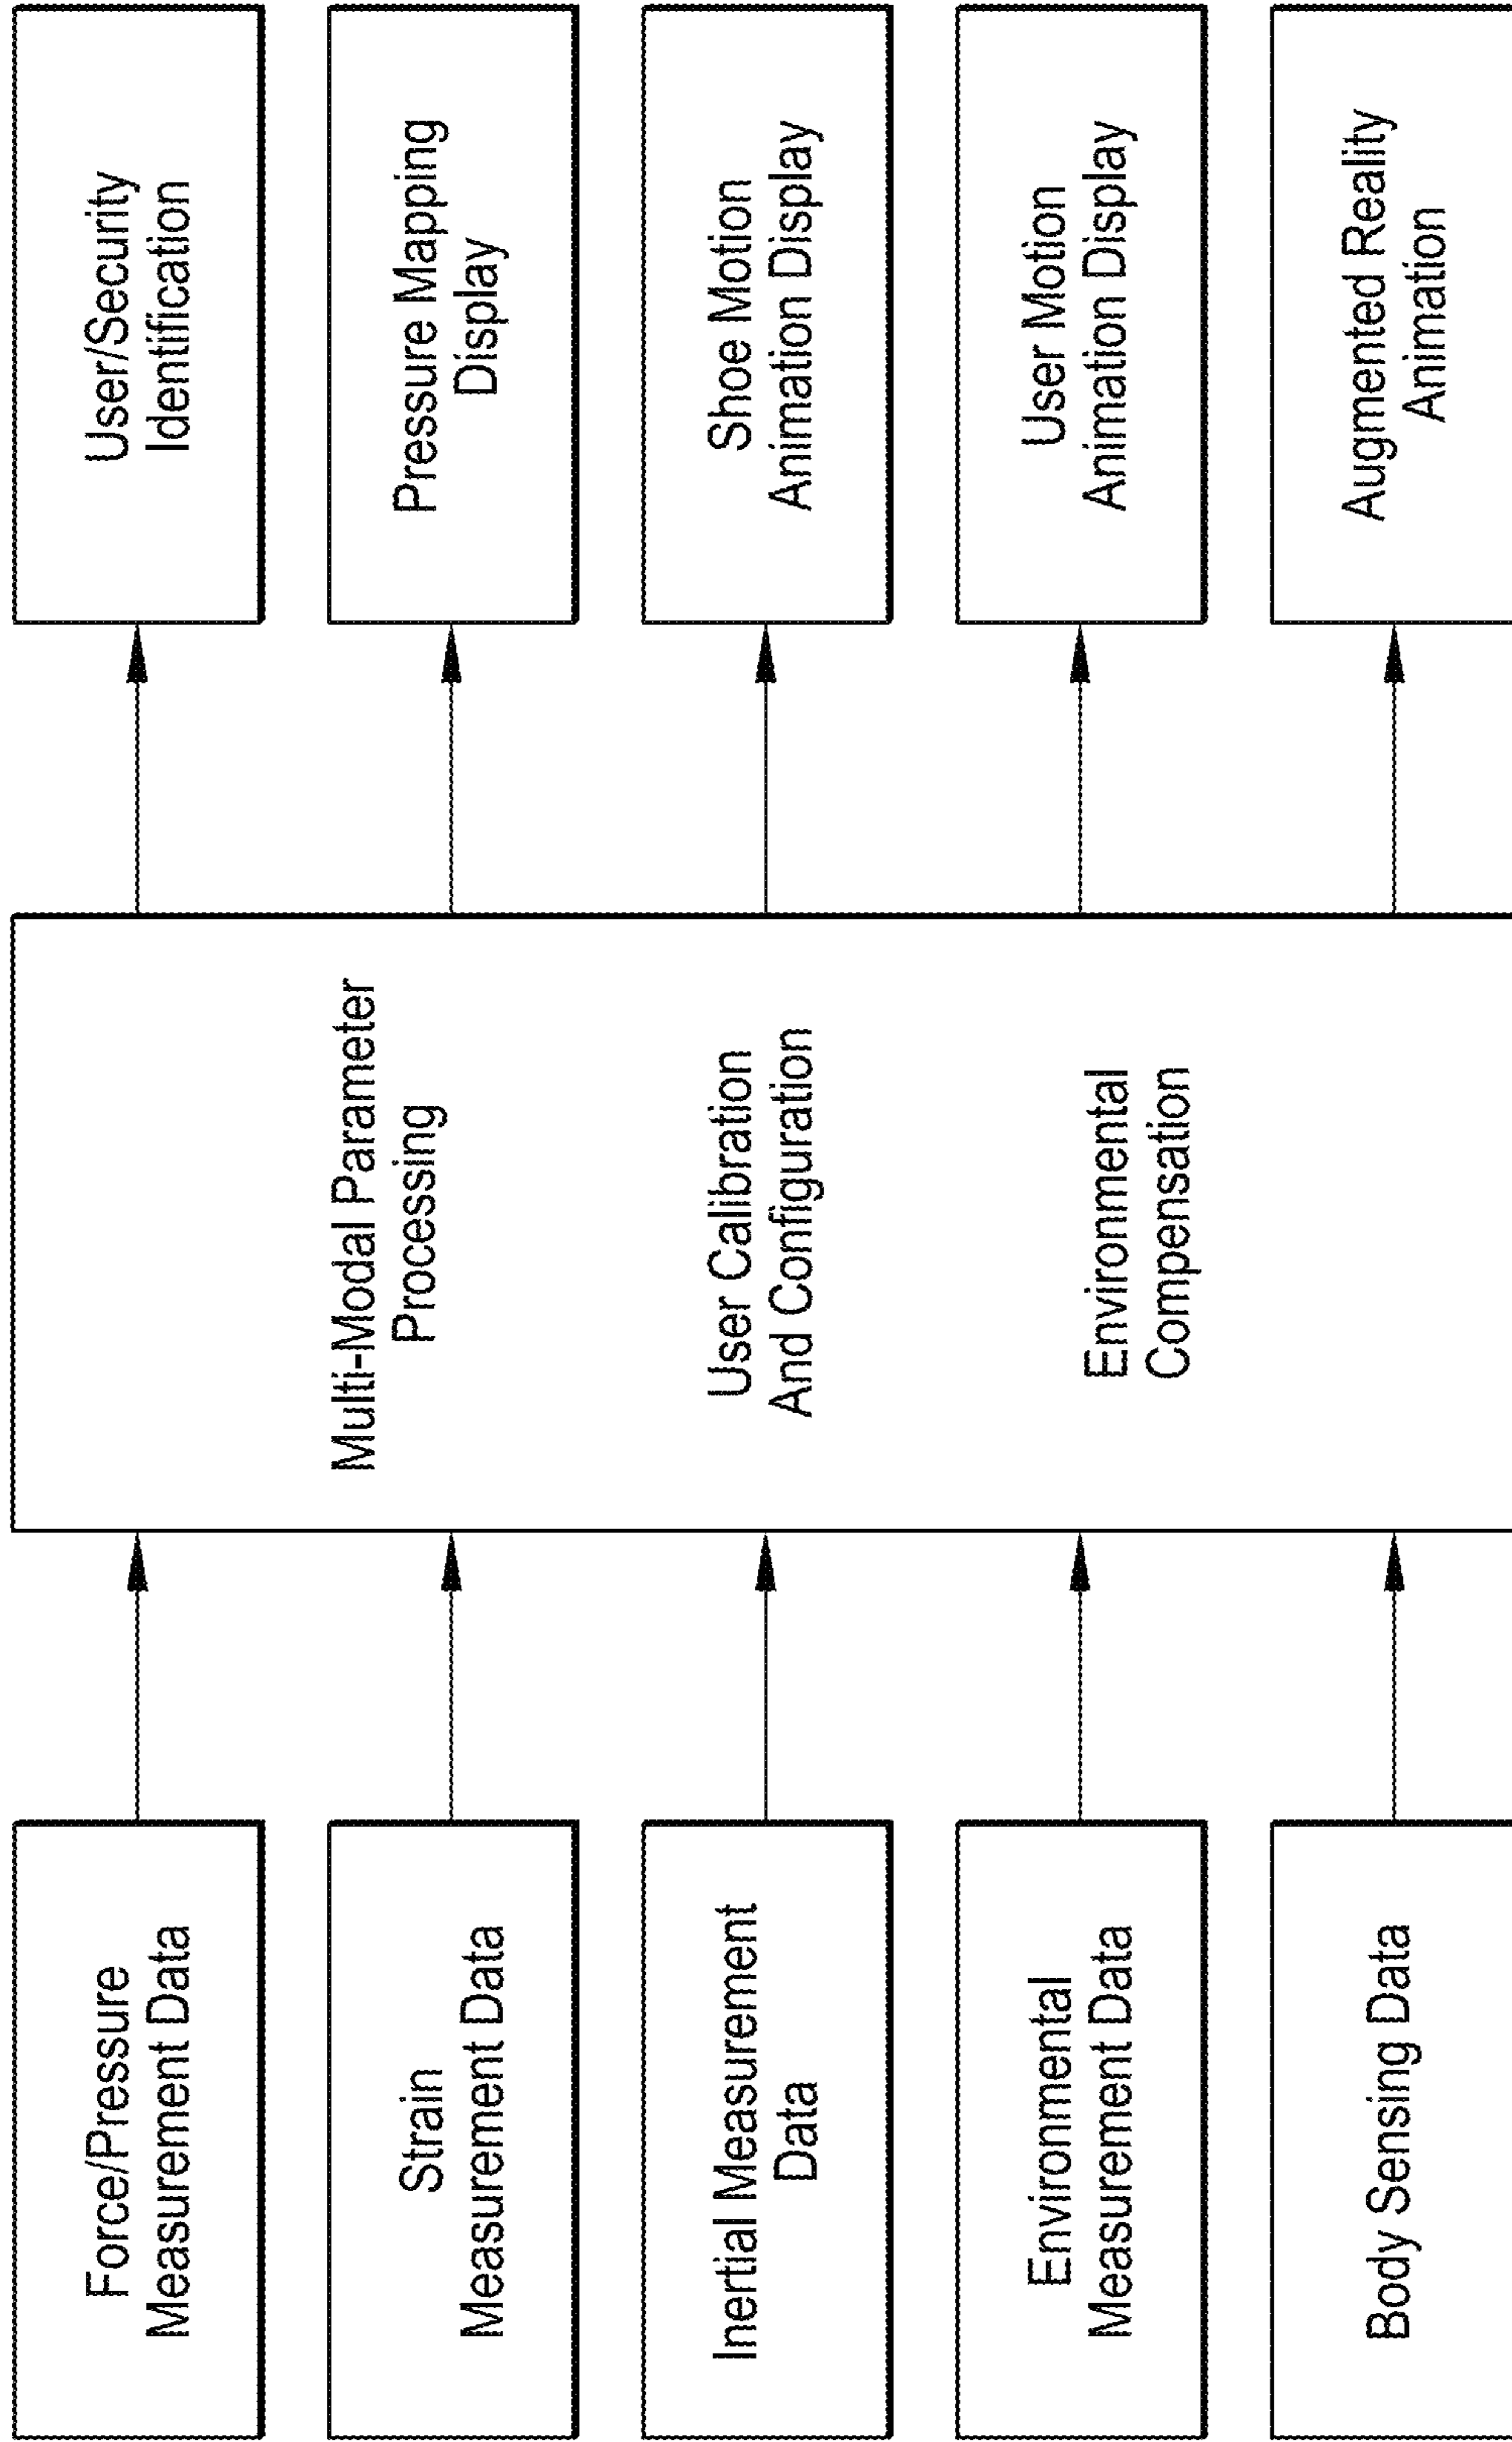 Force/Pressure
Measurement Data
Strain
Measurement Data
Inertial Measurement
Data
Environmental
Measurement Data
Body Sensing Data
Multi-Modal Parameter
Processing
User Calibration
And Configuration
Environmental
Compensation
User/Security
Identification
Pressure Mapping
Display
Shoe Motion
Animation Display
User Motion
Animation Display
Augmented Reality
Animation